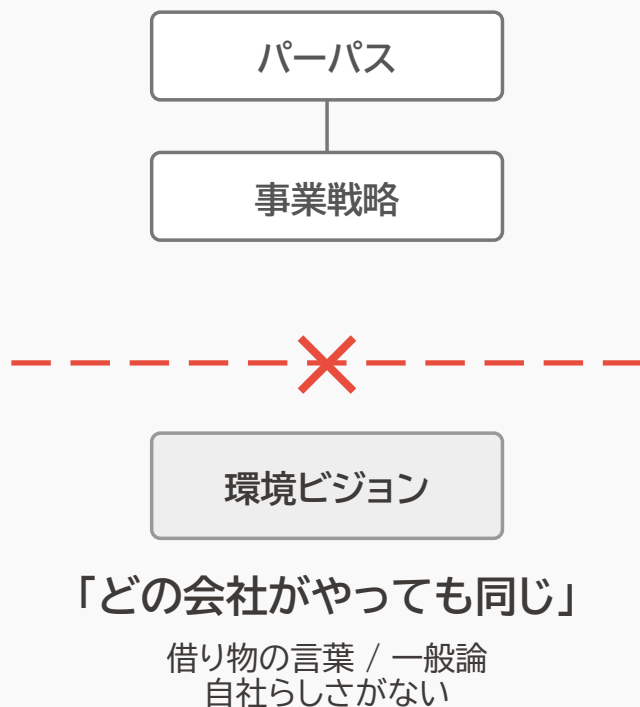 パーパス
事業戦略
環境ビジョン
「どの会社がやっても同じ」
借り物の言葉 / 一般論
自社らしさがない